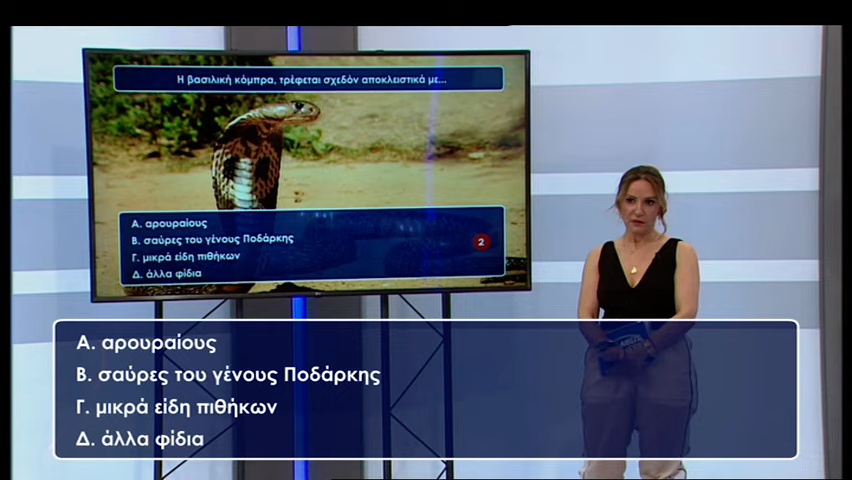 Η βασιλική κόμπρα, τρέφεται σχεδόν αποκλειστικά με...
Α. αρουραίους
Β. σαύρες του γένους Ποδάρκης
Γ. μικρά είδη πιθήκων
Δ. άλλα φίδια
2
Α. αρουραίους
Β. σαύρες του γένους Ποδάρκης
Γ. μικρά είδη πιθήκων
Δ. άλλα φίδια